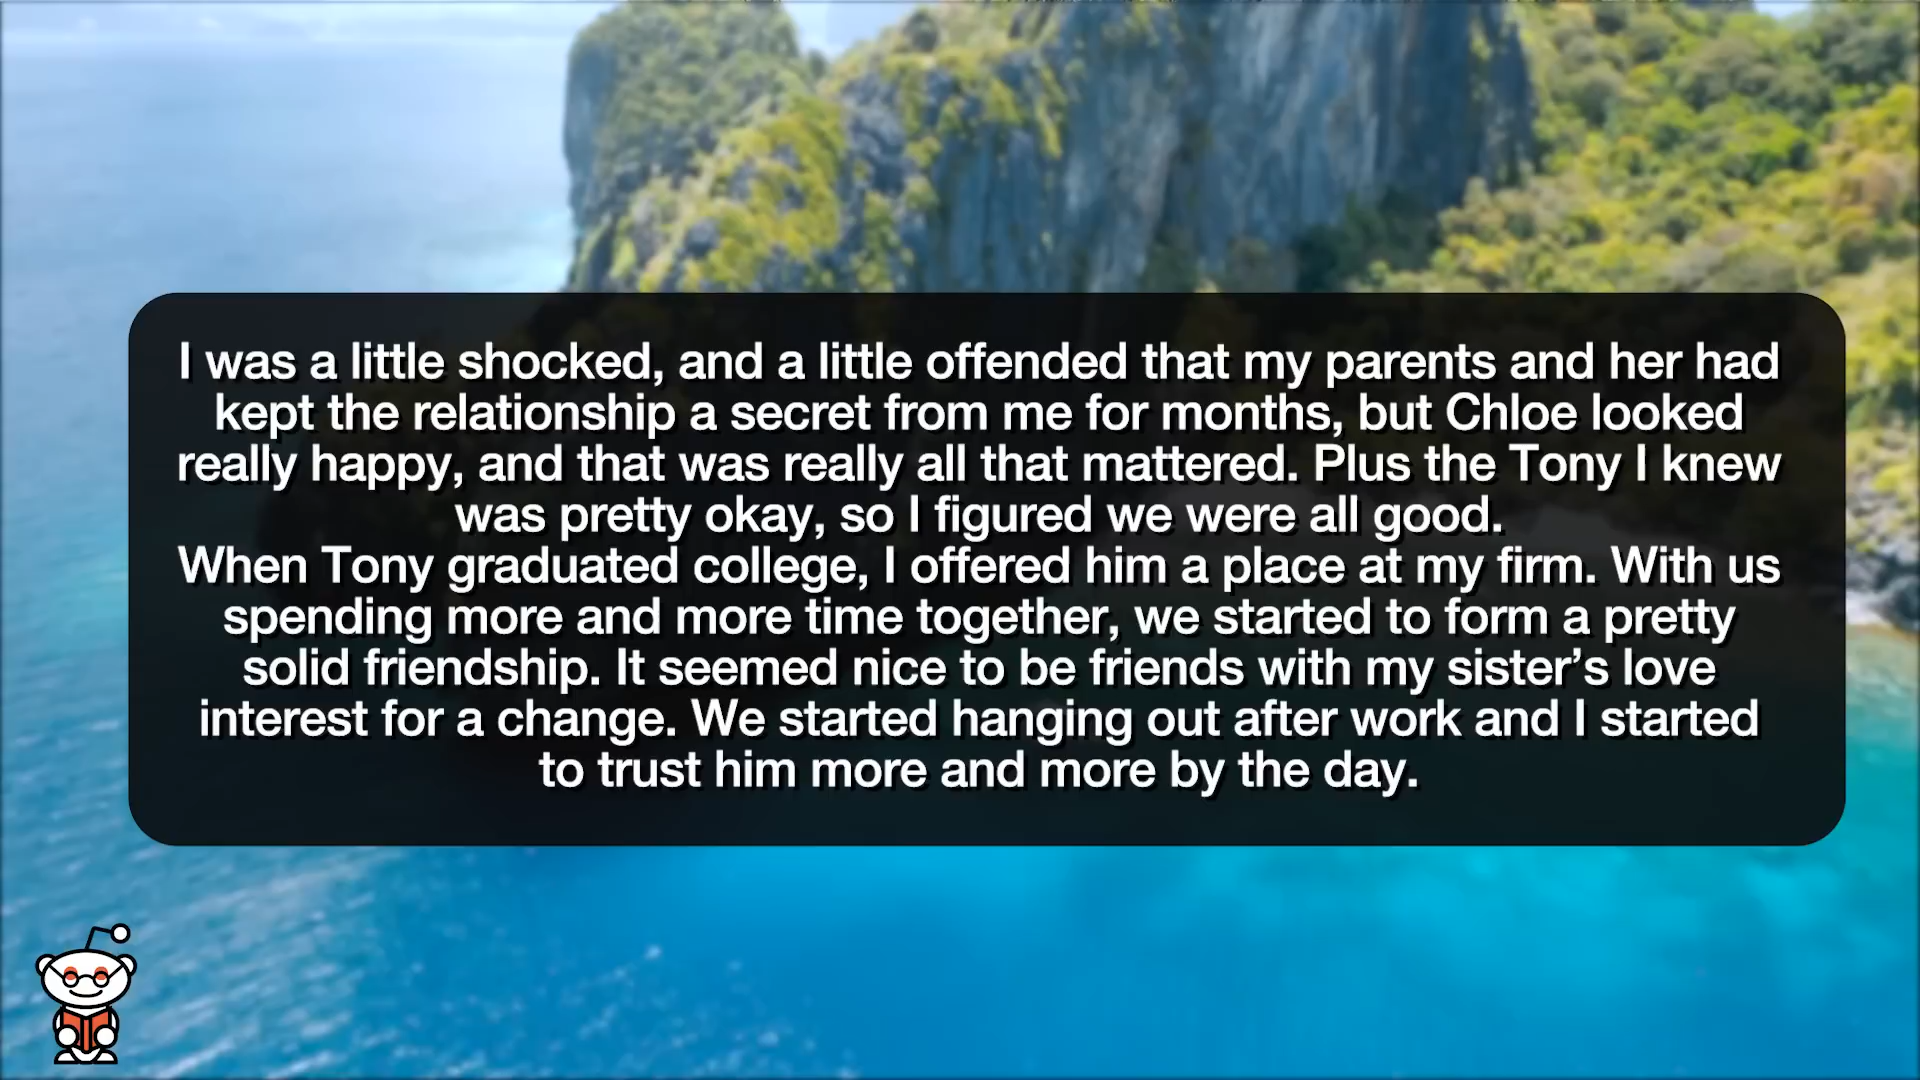 I was a little shocked, and a little offended that my parents and her had
kept the relationship a secret from me for months, but Chloe looked
really happy, and that was really all that mattered. Plus the Tony I knew
was pretty okay, so I figured we were all good.
When Tony graduated college, I offered him a place at my firm. With us
spending more and more time together, we started to form a pretty
solid friendship. It seemed nice to be friends with my sister’s love
interest for a change. We started hanging out after work and I started
to trust him more and more by the day.